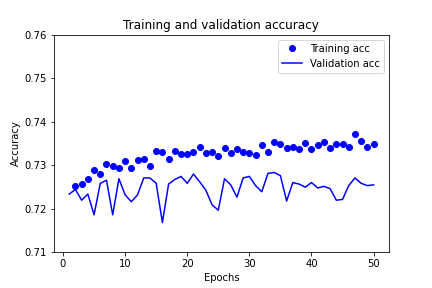 Training and validation accuracy
0.76
0.75
0.74
0.73
0.72
0.71
Accuracy
Training acc
Validation acc
0
10
20
30
40
50
Epochs